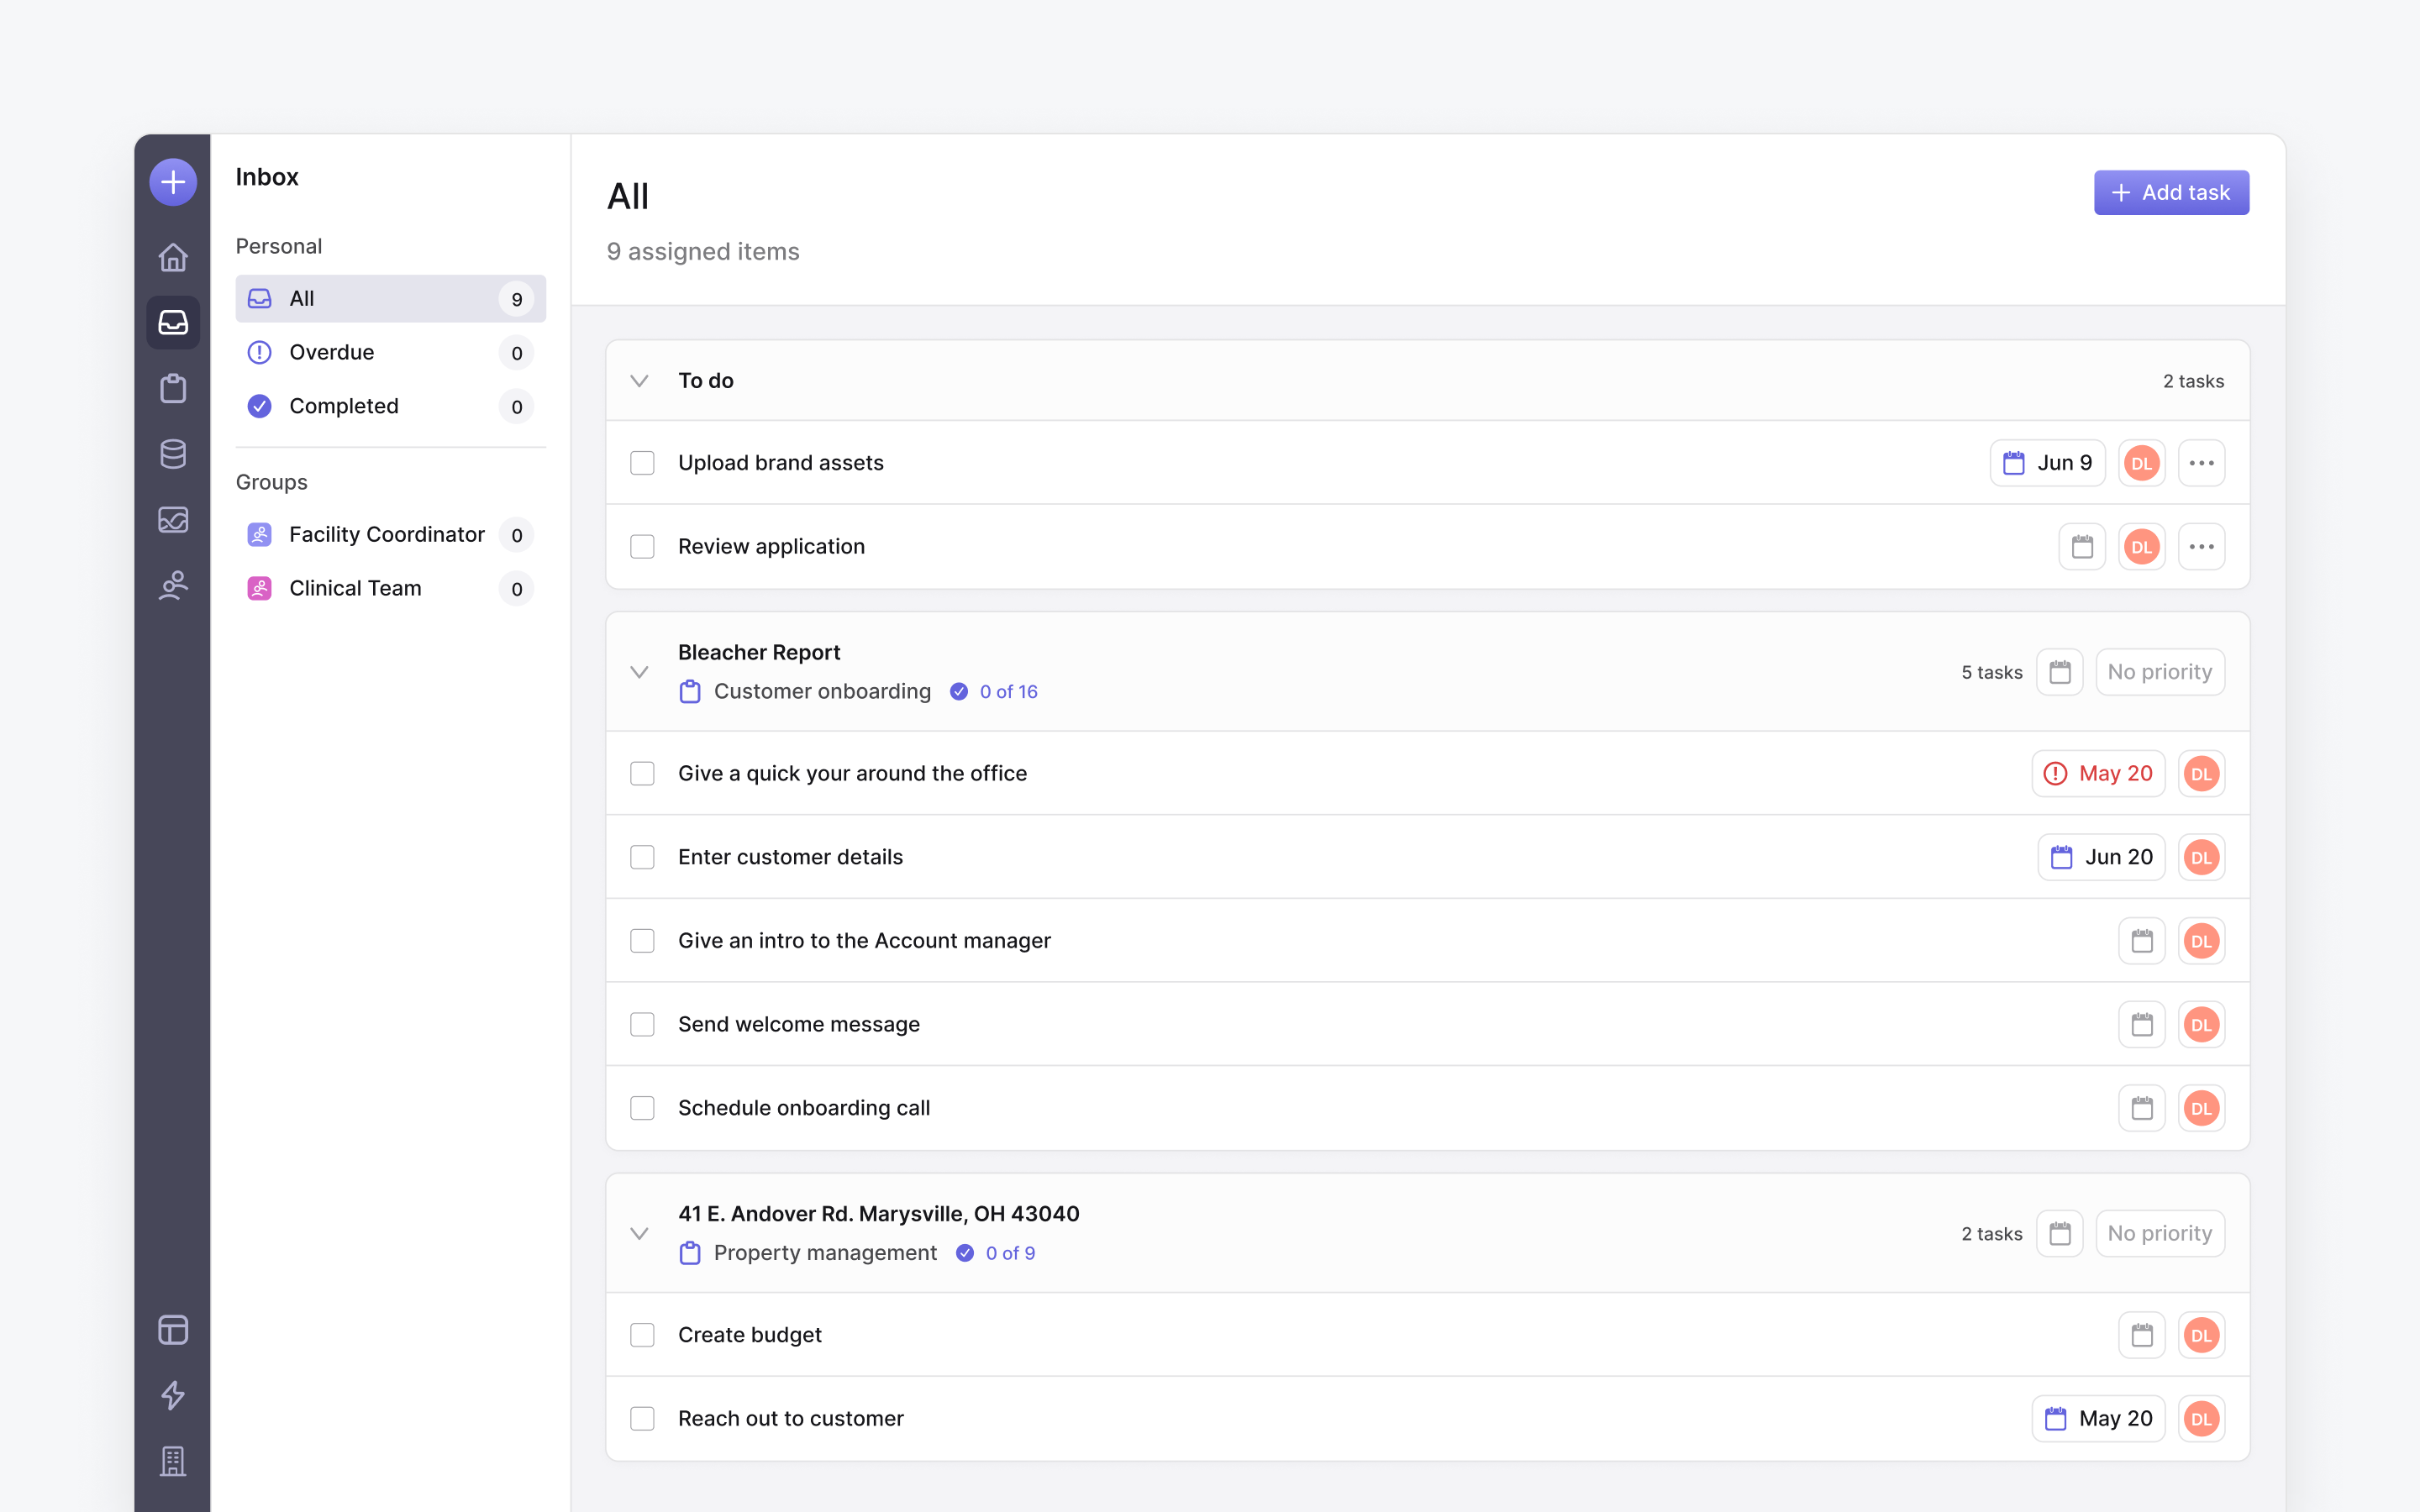 Inbox
Personal
All 9
Overdue 0
Completed 0
Groups
Facility Coordinator 0
Clinical Team 0
All
9 assigned items
Add task
To do 2 tasks
Upload brand assets Jun 9 DL
Review application DL
Bleacher Report
Customer onboarding 0 of 16
5 tasks No priority
Give a quick your around the office May 20 DL
Enter customer details Jun 20 DL
Give an intro to the Account manager DL
Send welcome message DL
Schedule onboarding call DL
41 E. Andover Rd. Marysville, OH 43040
Property management 0 of 9
2 tasks No priority
Create budget DL
Reach out to customer May 20 DL